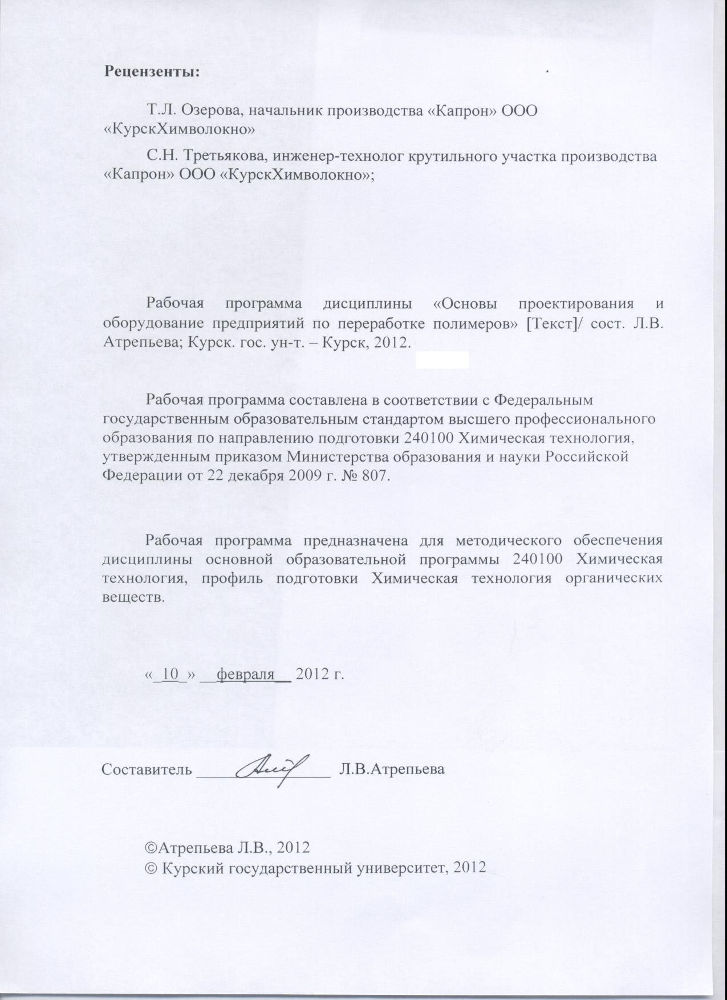 Рецензенты:
Т.Л. Озерова, начальник производства «Капрон» ООО
«КурскХимволокно»
С.Н. Третьякова, инженер-технолог крутильного участка производства
«Капрон» ООО «КурскХимволокно»;
Рабочая программа дисциплины «Основы проектирования и
оборудование предприятий по переработке полимеров» [Текст]/ сост. Л.В.
Атрепьева; Курск. гос. ун-т. – Курск, 2012.
Рабочая программа составлена в соответствии с Федеральным
государственным образовательным стандартом высшего профессионального
образования по направлению подготовки 240100 Химическая технология,
утвержденным приказом Министерства образования и науки Российской
Федерации от 22 декабря 2009 г. № 807.
Рабочая программа предназначена для методического обеспечения
дисциплины основной образовательной программы 240100 Химическая
технология, профиль подготовки Химическая технология органических
веществ.
«_10_» __февраля__ 2012 г.
Составитель ________________ Л.В.Атрепьева
©Атрепьева Л.В., 2012
© Курский государственный университет, 2012